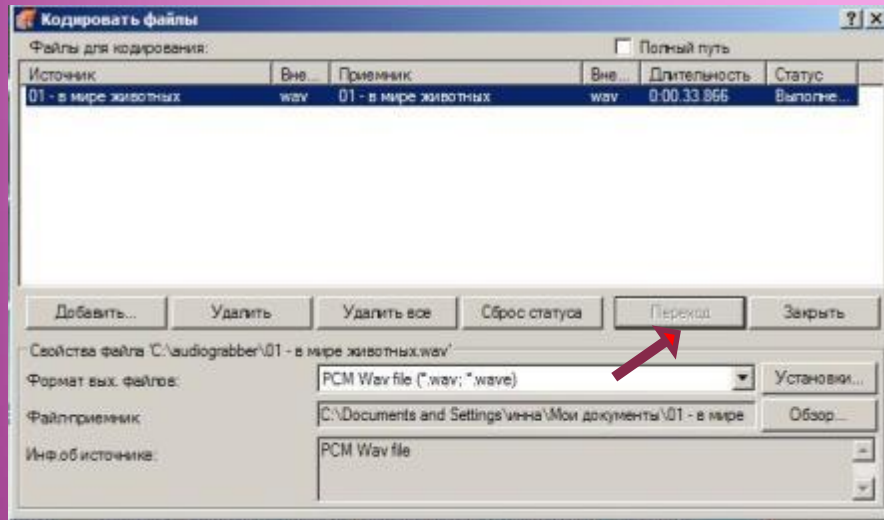 Кодировать файлы
Файлы для кодирования: Полный путь
Источник Вне... Приемник Вне... Длительность Статус
01 - в мире животных wav 01 - в мире животных wav 0:00.33.866 Выполне...
Добавить... Удалить Удалить все Сброс статуса Переход Закрыть
Свойства файла 'C:\audiograbber\01 - в мире животных.wav'
Формат вых. файлов: PCM Wav file (*.wav; *.wave) Установки...
Файл-приемник C:\Documents and Settings\инна\Мои документы\01 - в мире Обзор...
Инф.об источнике: PCM Wav file